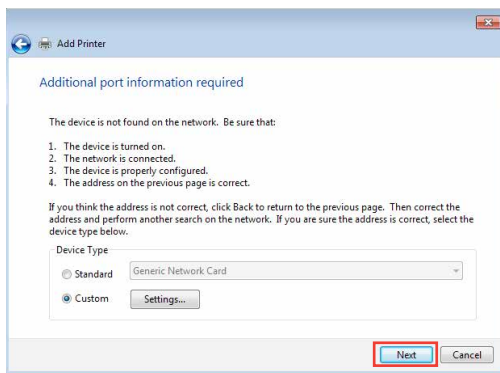 Add Printer
Additional port information required
The device is not found on the network. Be sure that:
1. The device is turned on.
2. The network is connected.
3. The device is properly configured.
4. The address on the previous page is correct.
If you think the address is not correct, click Back to return to the previous page. Then correct the
address and perform another search on the network. If you are sure the address is correct, select the
device type below.
Device Type
Standard Generic Network Card
Custom Settings...
Next Cancel